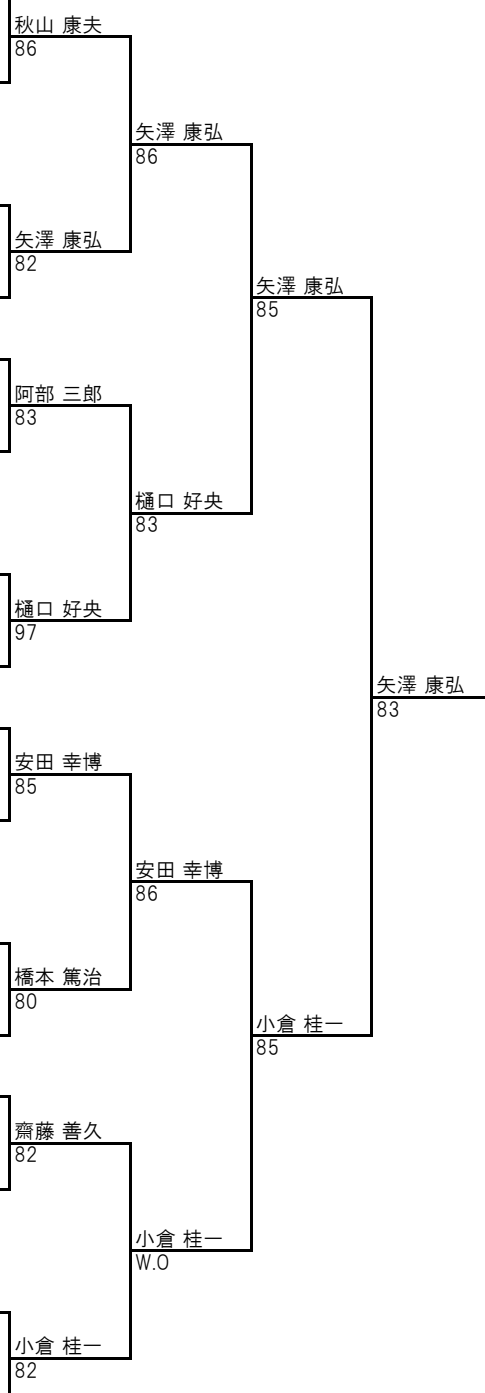 秋山 康夫
86
矢澤 康弘
86
矢澤 康弘
82
矢澤 康弘
85
阿部 三郎
83
樋口 好央
83
樋口 好央
97
矢澤 康弘
83
安田 幸博
85
安田 幸博
86
橋本 篤治
80
小倉 桂一
85
齋藤 善久
82
小倉 桂一
W.O
小倉 桂一
82